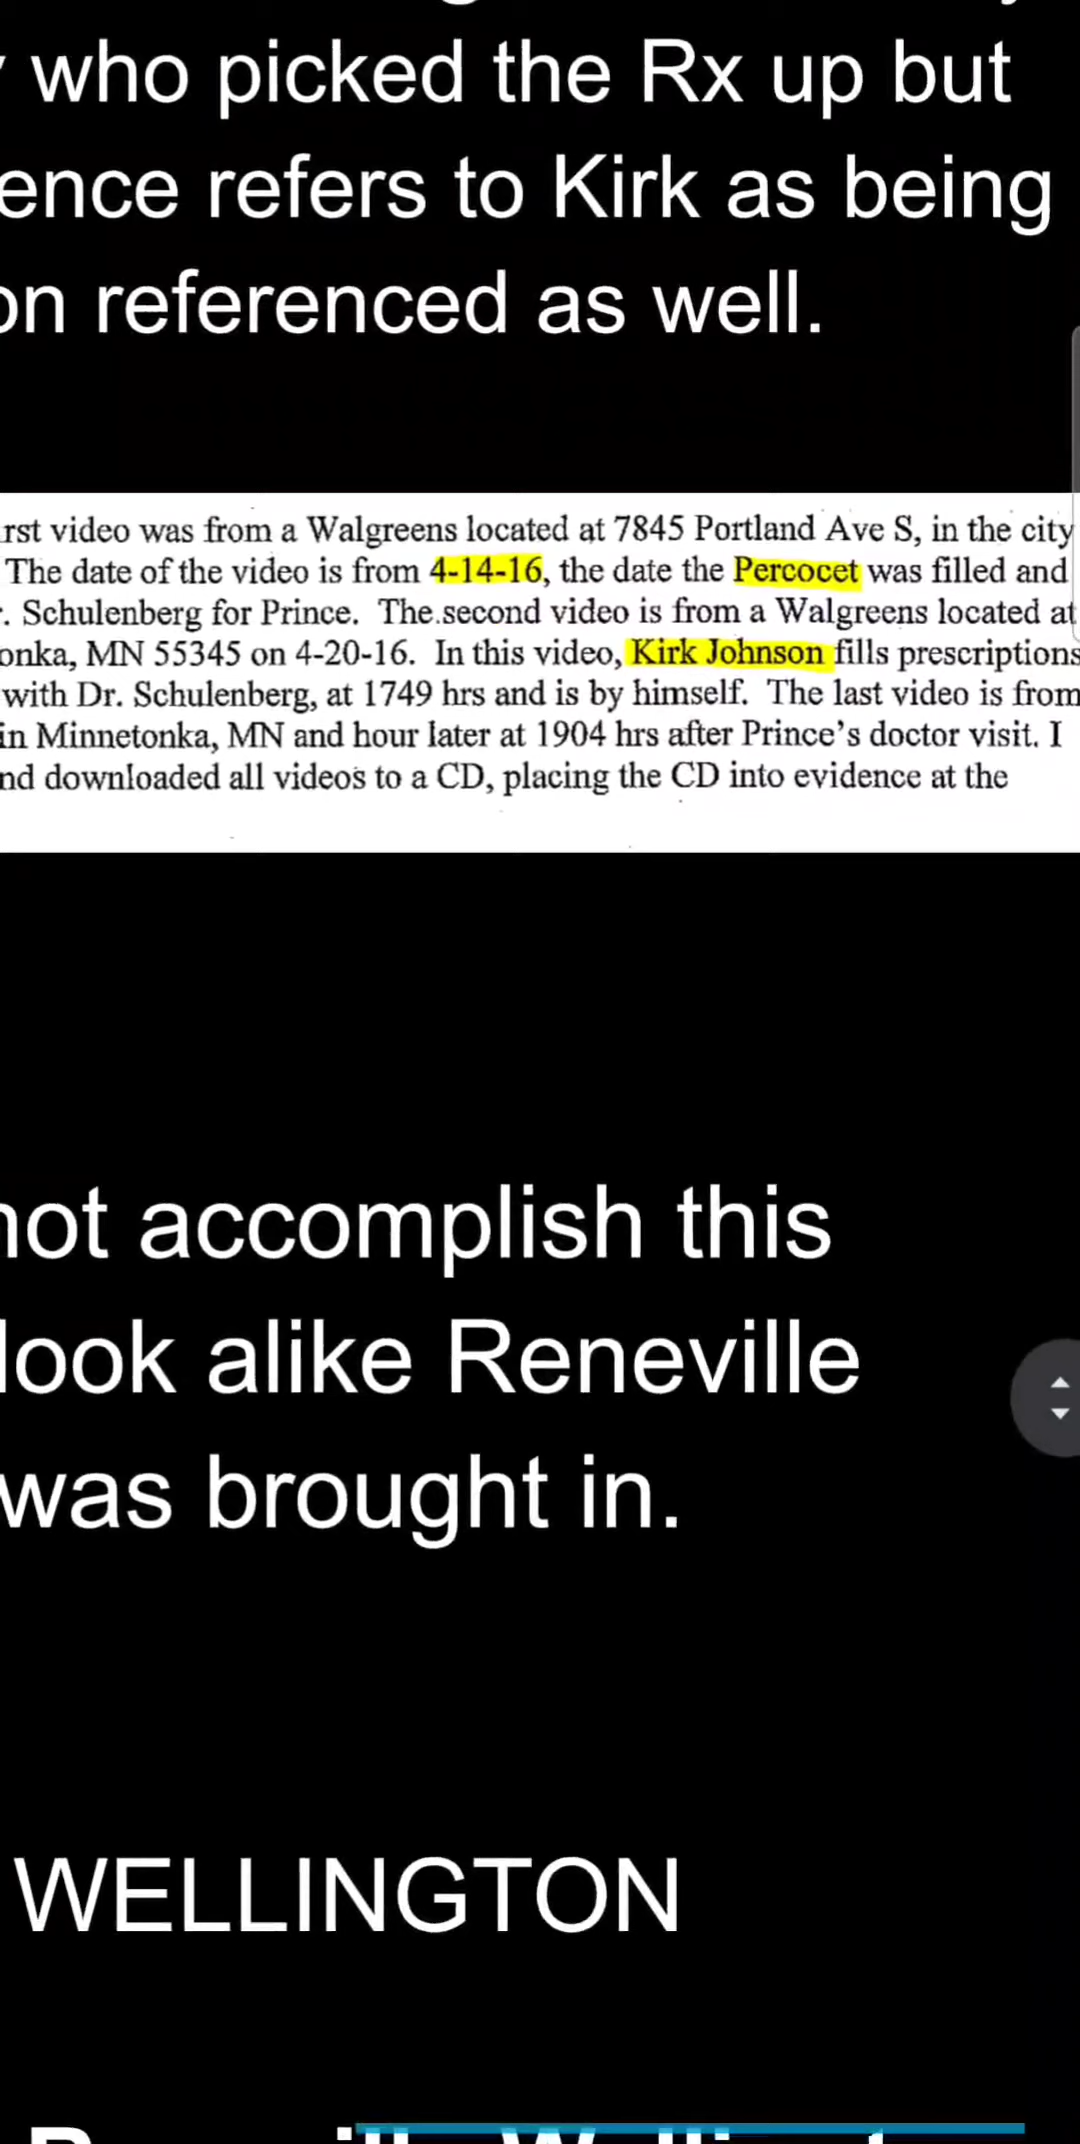 who picked the Rx up but
ence refers to Kirk as being
on referenced as well.
rst video was from a Walgreens located at 7845 Portland Ave S, in the city
The date of the video is from 4-14-16, the date the Percocet was filled and
. Schulenberg for Prince. The second video is from a Walgreens located at
onka, MN 55345 on 4-20-16. In this video, Kirk Johnson fills prescriptions
with Dr. Schulenberg, at 1749 hrs and is by himself. The last video is from
in Minnetonka, MN and hour later at 1904 hrs after Prince's doctor visit. I
nd downloaded all videos to a CD, placing the CD into evidence at the
not accomplish this
look alike Reneville
was brought in.
WELLINGTON